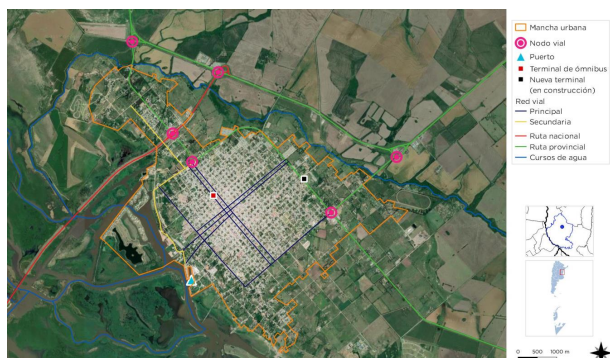 Mancha urbana
Nodo vial
Puerto
Terminal de ómnibus
Nueva terminal
(en construcción)
Red vial
Principal
Secundaria
Ruta nacional
Ruta provincial
Cursos de agua
0 500 1000 m